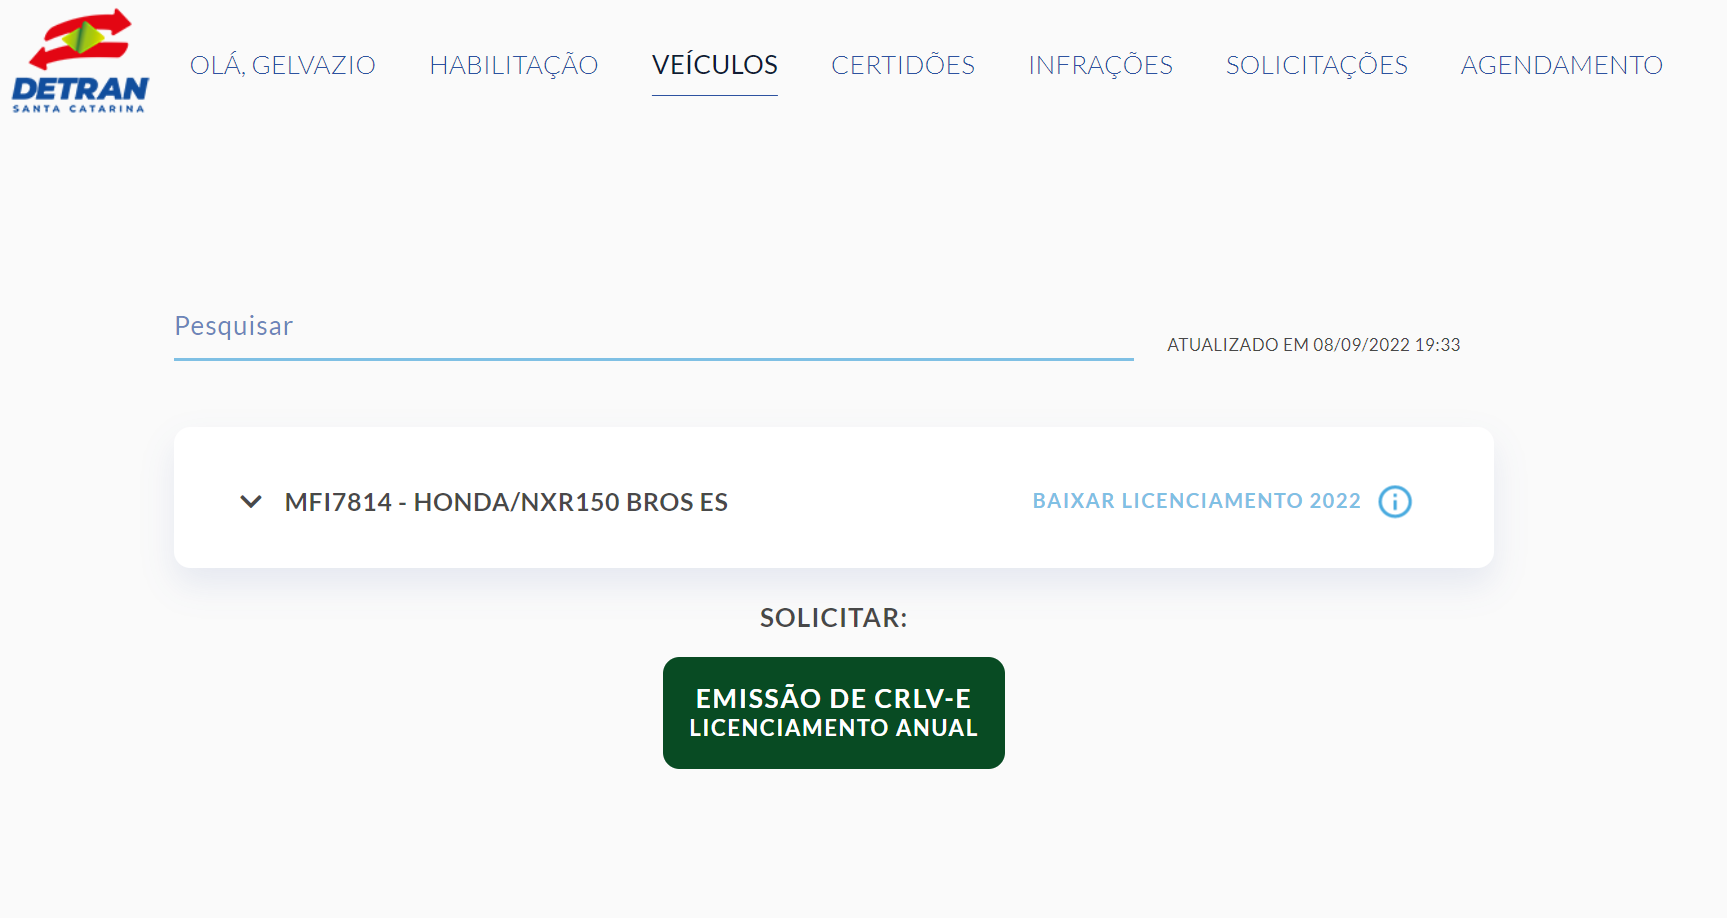 DETRAN
SANTA CATARINA
OLÁ, GELVAZIO
HABILITAÇÃO
VEÍCULOS
CERTIDÕES
INFRAÇÕES
SOLICITAÇÕES
AGENDAMENTO
Pesquisar
ATUALIZADO EM 08/09/2022 19:33
MFI7814 - HONDA/NXR150 BROS ES
BAIXAR LICENCIAMENTO 2022
SOLICITAR:
EMISSÃO DE CRLV-E
LICENCIAMENTO ANUAL